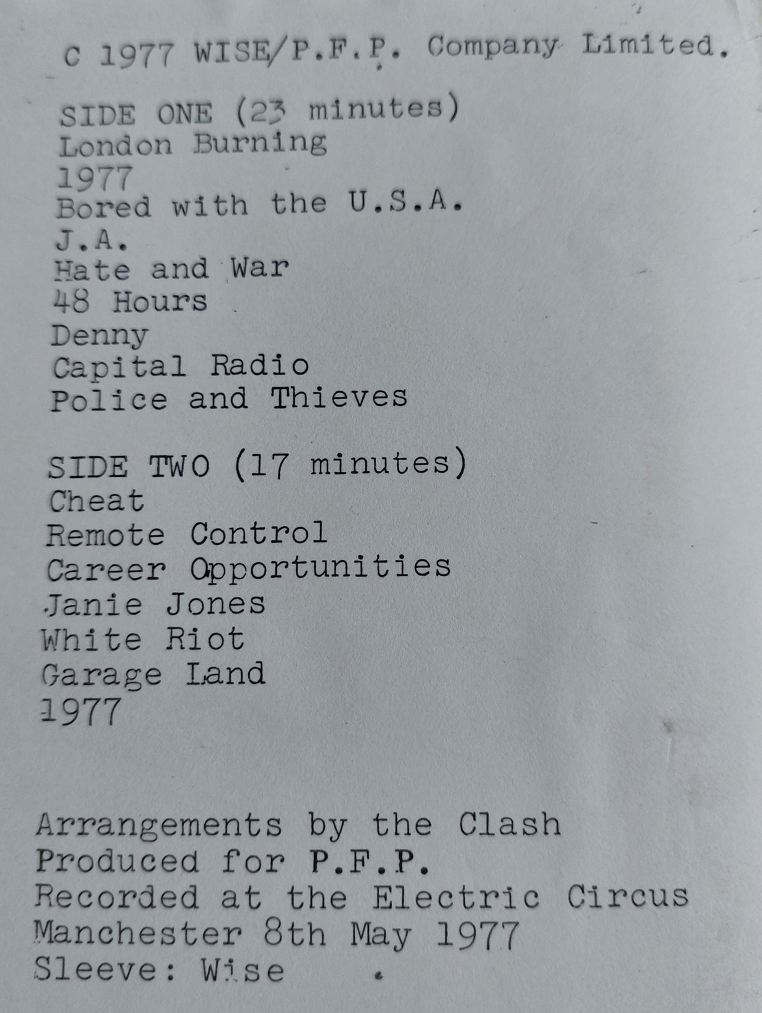 C 1977 WISE/P.F.P. Company Limited.
SIDE ONE (23 minutes)
London Burning
1977
Bored with the U.S.A.
J.A.
Hate and War
48 Hours
Denny
Capital Radio
Police and Thieves
SIDE TWO (17 minutes)
Cheat
Remote Control
Career Opportunities
Janie Jones
White Riot
Garage Land
1977
Arrangements by the Clash
Produced for P.F.P.
Recorded at the Electric Circus
Manchester 8th May 1977
Sleeve: Wise